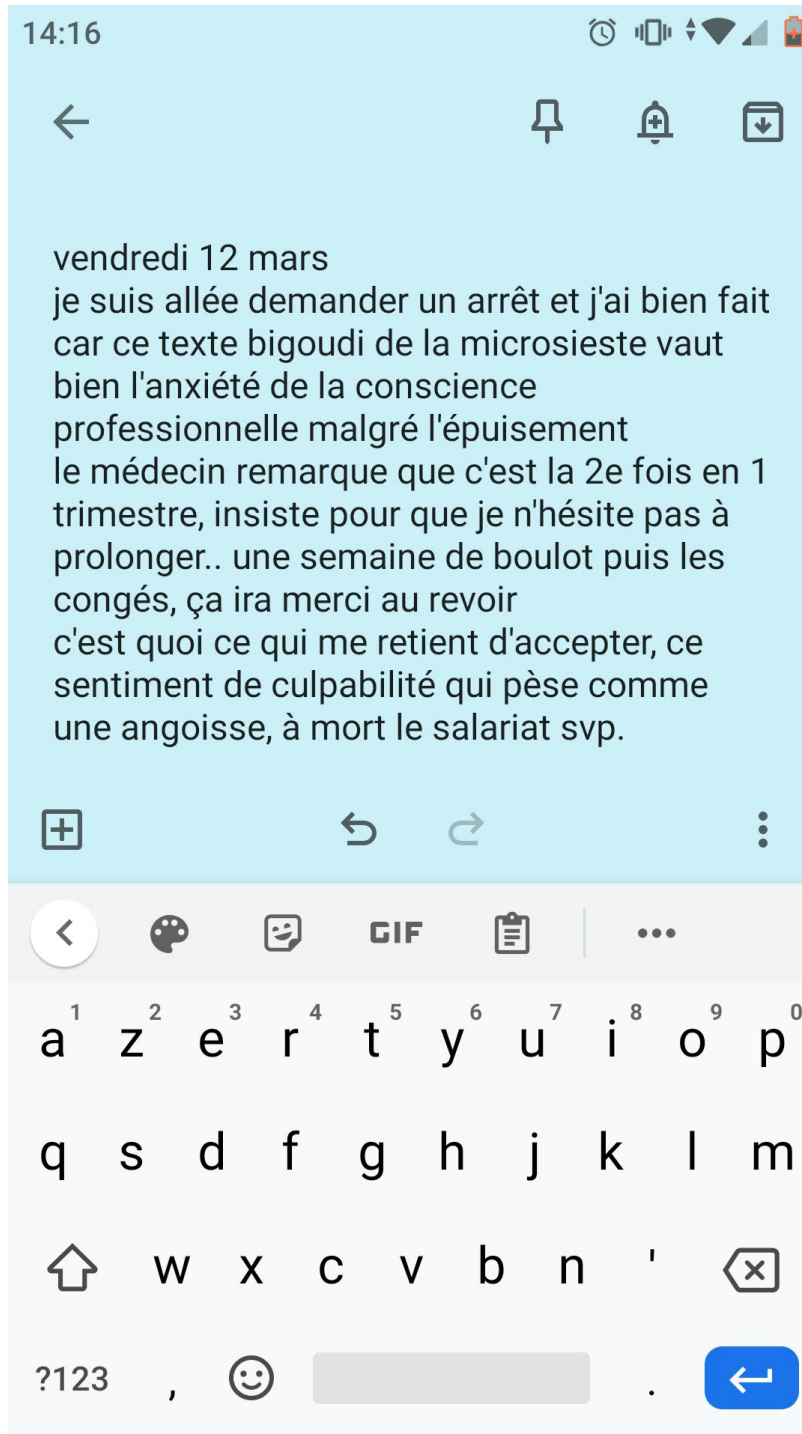 14:16
vendredi 12 mars
je suis allée demander un arrêt et j'ai bien fait
car ce texte bigoudi de la microsieste vaut
bien l'anxiété de la conscience
professionnelle malgré l'épuisement
le médecin remarque que c'est la 2e fois en 1
trimestre, insiste pour que je n'hésite pas à
prolonger.. une semaine de boulot puis les
congés, ça ira merci au revoir
c'est quoi ce qui me retient d'accepter, ce
sentiment de culpabilité qui pèse comme
une angoisse, à mort le salariat svp.
GIF
a 1 z 2 e 3 r 4 t 5 y 6 u 7 i 8 o 9 p 0
q s d f g h j k l m
w x c v b n '
?123 , .